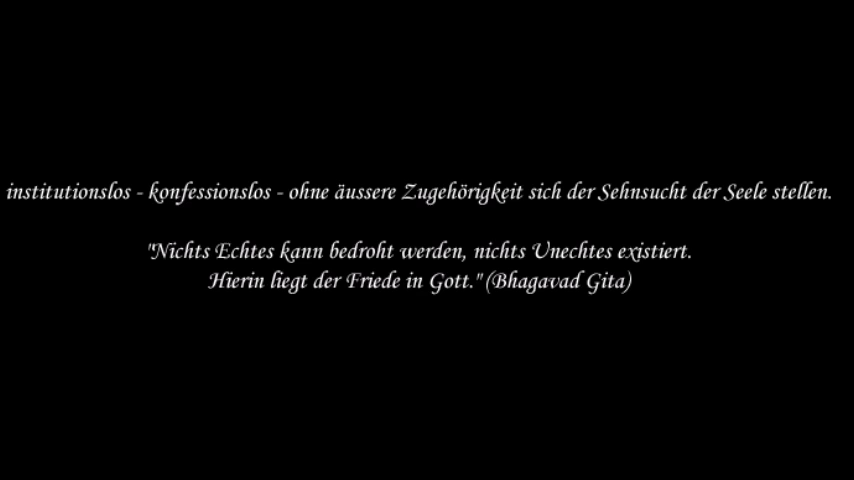 institutionslos - konfessionslos - ohne äussere Zugehörigkeit sich der Sehnsucht der Seele stellen.
"Nichts Echtes kann bedroht werden, nichts Unechtes existiert.
Hierin liegt der Friede in Gott." (Bhagavad Gita)